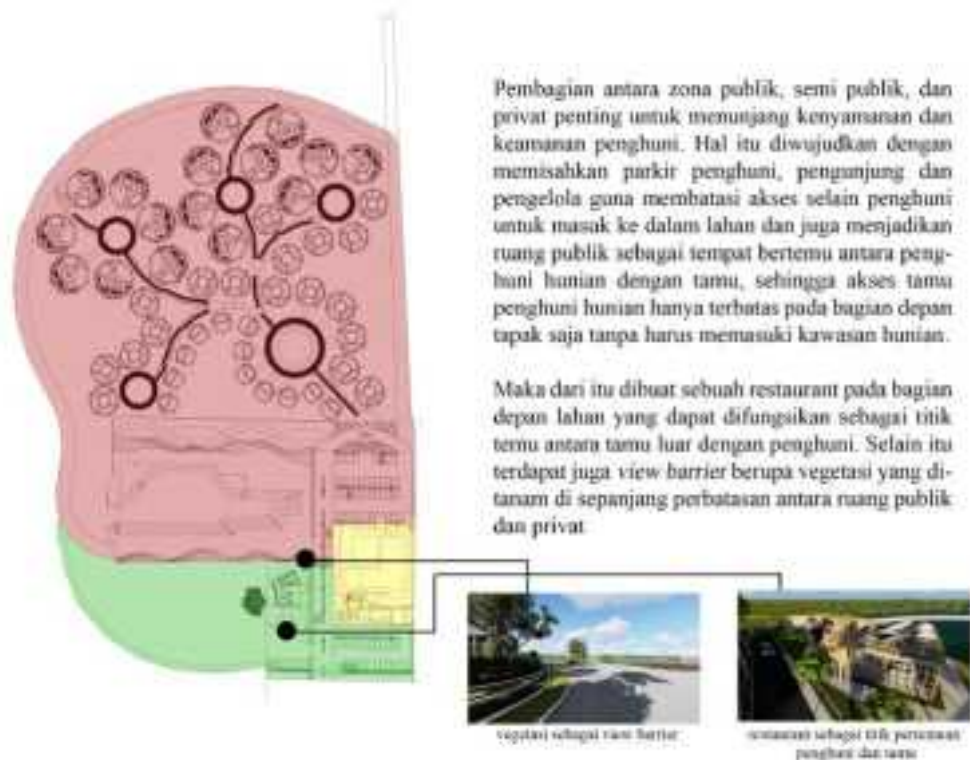 Pembagian antara zona publik, semi publik, dan
privat penting untuk menunjang kenyamanan dan
keamanan penghuni. Hal itu diwujudkan dengan
memisahkan parkir penghuni, pengunjung dan
pengelola guna membatasi akses selain penghuni
untuk masuk ke dalam lahan dan juga menjadikan
ruang publik sebagai tempat bertemu antara peng-
huni hunian dengan tamu, sehingga akses tamu
penghuni hunian hanya terbatas pada bagian depan
tapak saja tanpa harus memasuki kawasan hunian.
Maka dari itu dibuat sebuah restaurant pada bagian
depan lahan yang dapat difungsikan sebagai titik
temu antara tamu luar dengan penghuni. Selain itu
terdapat juga view barrier berupa vegetasi yang di-
tanam di sepanjang perbatasan antara ruang publik
dan privat
vegetasi sebagai view barrier
restaurant sebagai titik pertemuan
penghuni dan tamu